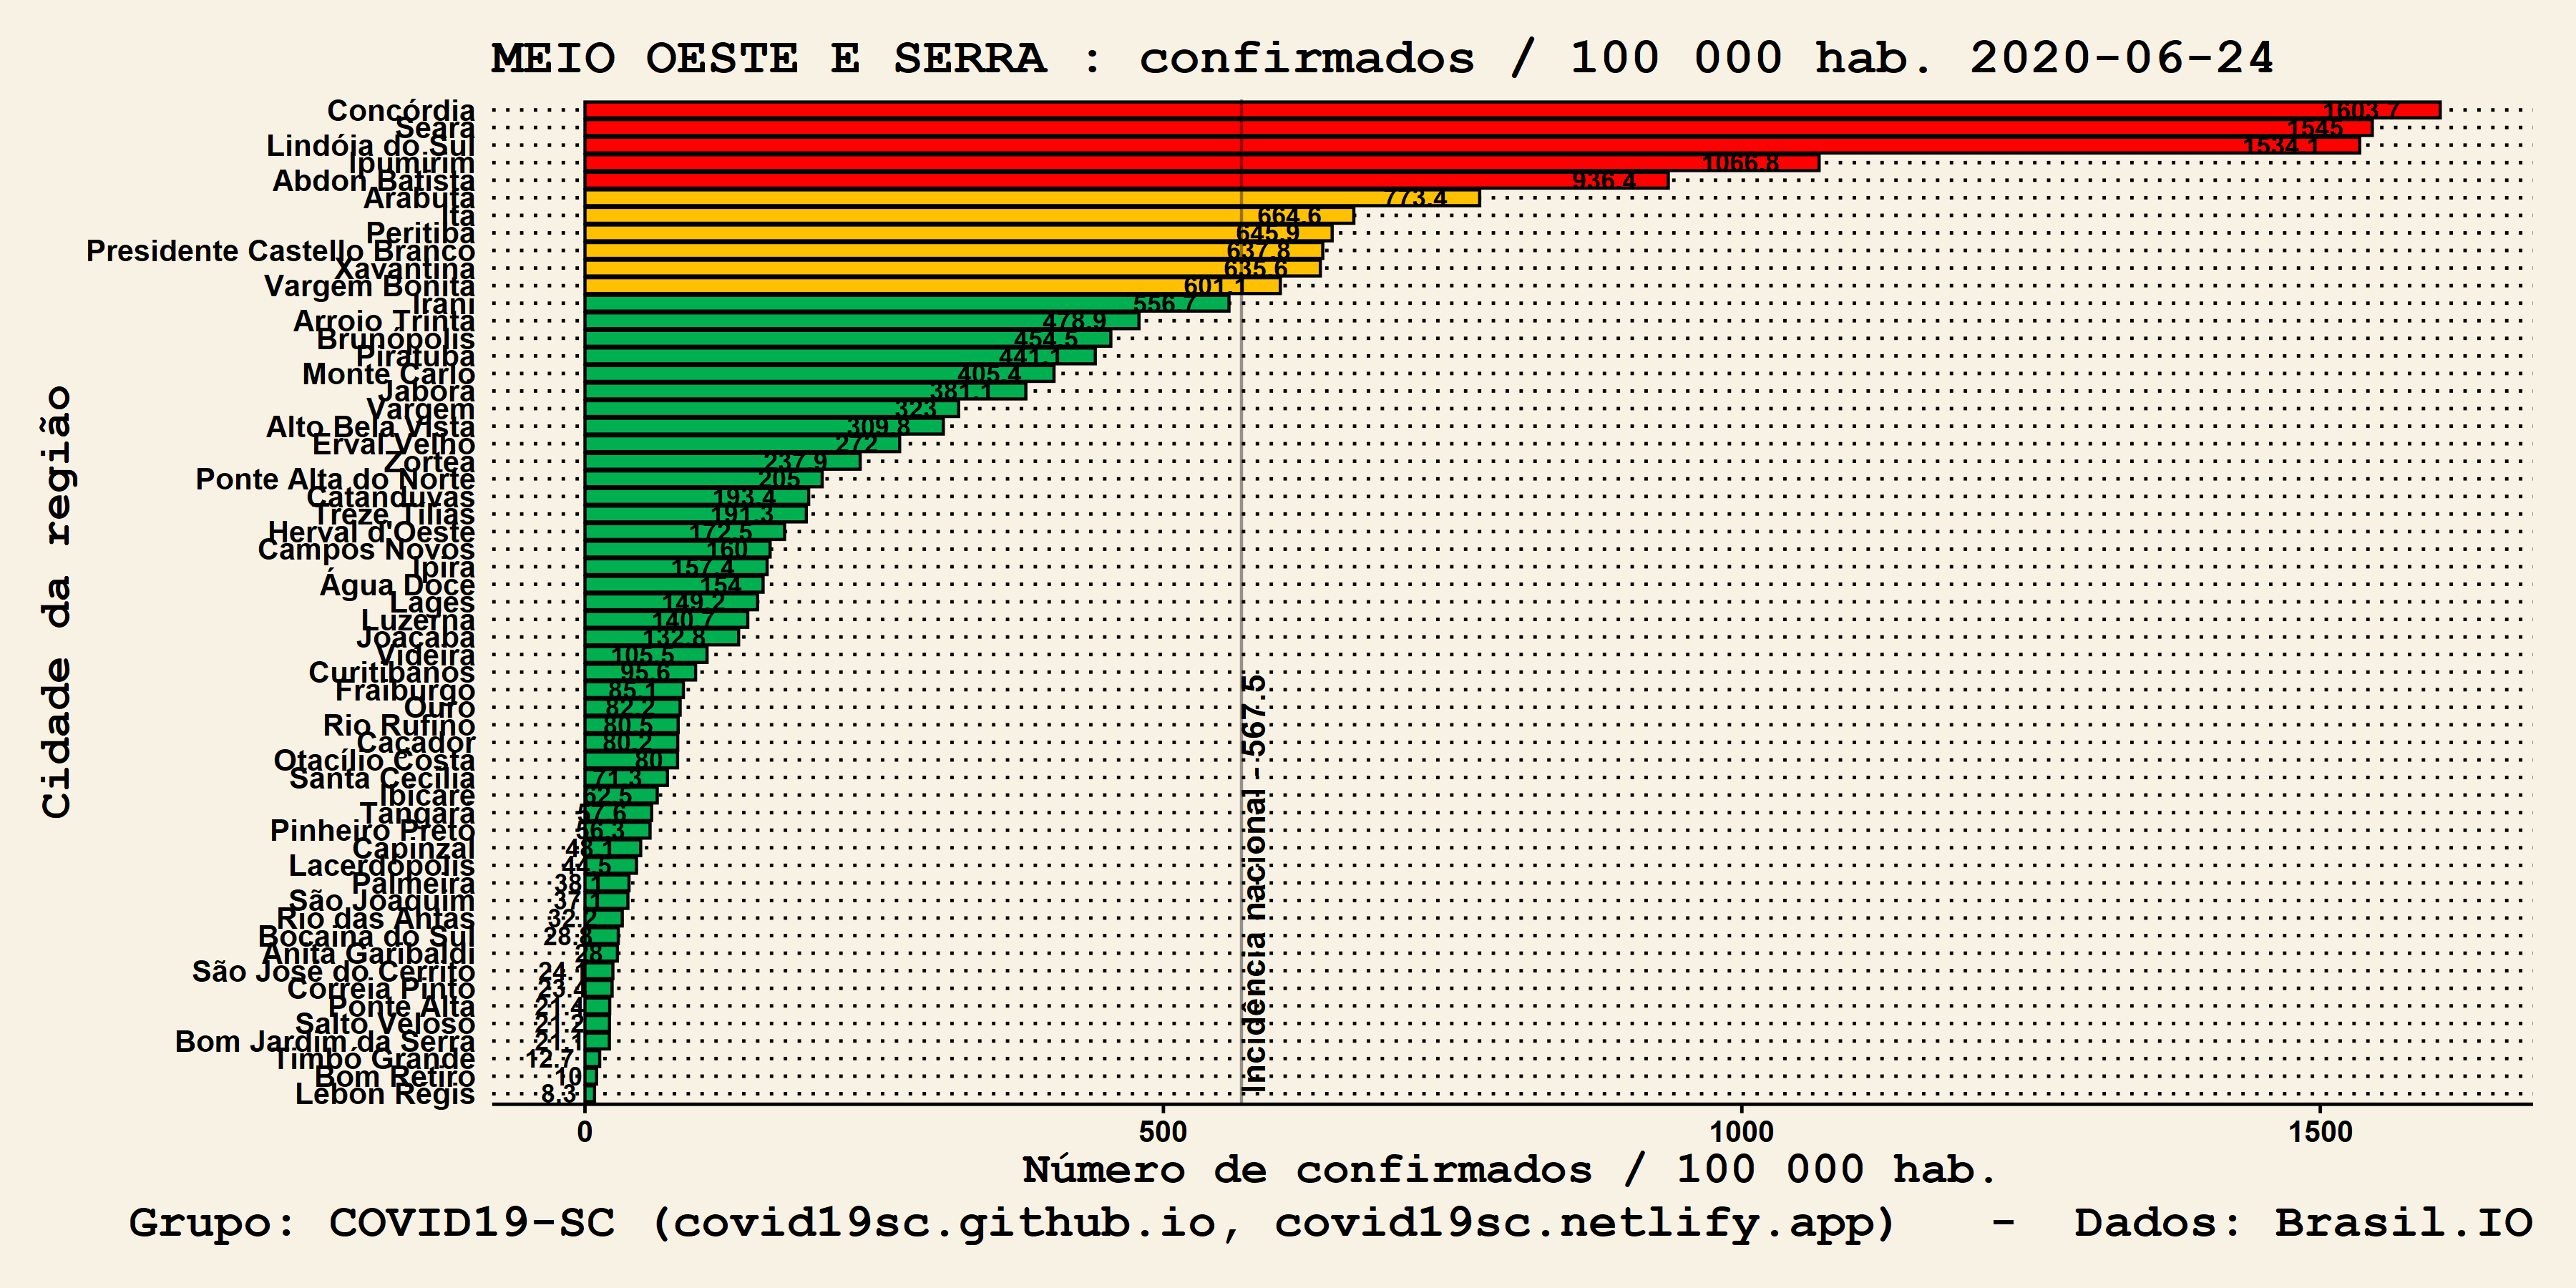 MEIO OESTE E SERRA : confirmados / 100 000 hab. 2020-06-24
Cidade da região
Concórdia 1603.7
Seara 1545
Lindóia do Sul 1534.1
Ipumirim 1066.8
Abdon Batista 936.4
Arabutã 773.4
Itá 664.6
Peritiba 645.9
Presidente Castello Branco 637.8
Xavantina 635.6
Vargem Bonita 601.1
Irani 556.7
Arroio Trinta 478.9
Brunópolis 454.5
Piratuba 441.1
Monte Carlo 405.4
Jaborá 381.1
Vargem 323
Alto Bela Vista 309.8
Erval Velho 272
Zortéa 237.9
Ponte Alta do Norte 205
Catanduvas 193.4
Treze Tílias 191.3
Herval d'Oeste 172.5
Campos Novos 160
Ipira 157.4
Água Doce 154
Lages 149.2
Luzerna 140.7
Joaçaba 132.8
Videira 105.5
Curitibanos 95.6
Fraiburgo 85.1
Ouro 82.2
Rio Rufino 80.5
Caçador 80.2
Otacílio Costa 80
Santa Cecília 71.3
Ibicaré 62.5
Tangará 57.6
Pinheiro Preto 56.3
Capinzal 48.1
Lacerdópolis 44.5
Palmeira 38.1
São Joaquim 37.1
Rio das Antas 32.2
Bocaina do Sul 28.8
Anita Garibaldi 28
São José do Cerrito 24.1
Correia Pinto 23.4
Ponte Alta 21.4
Salto Veloso 21.2
Bom Jardim da Serra 21.1
Timbó Grande 12.7
Bom Retiro 10
Lebon Régis 8.3
Incidência nacional - 567.5
0 500 1000 1500
Número de confirmados / 100 000 hab.
Grupo: COVID19-SC (covid19sc.github.io, covid19sc.netlify.app) - Dados: Brasil.IO